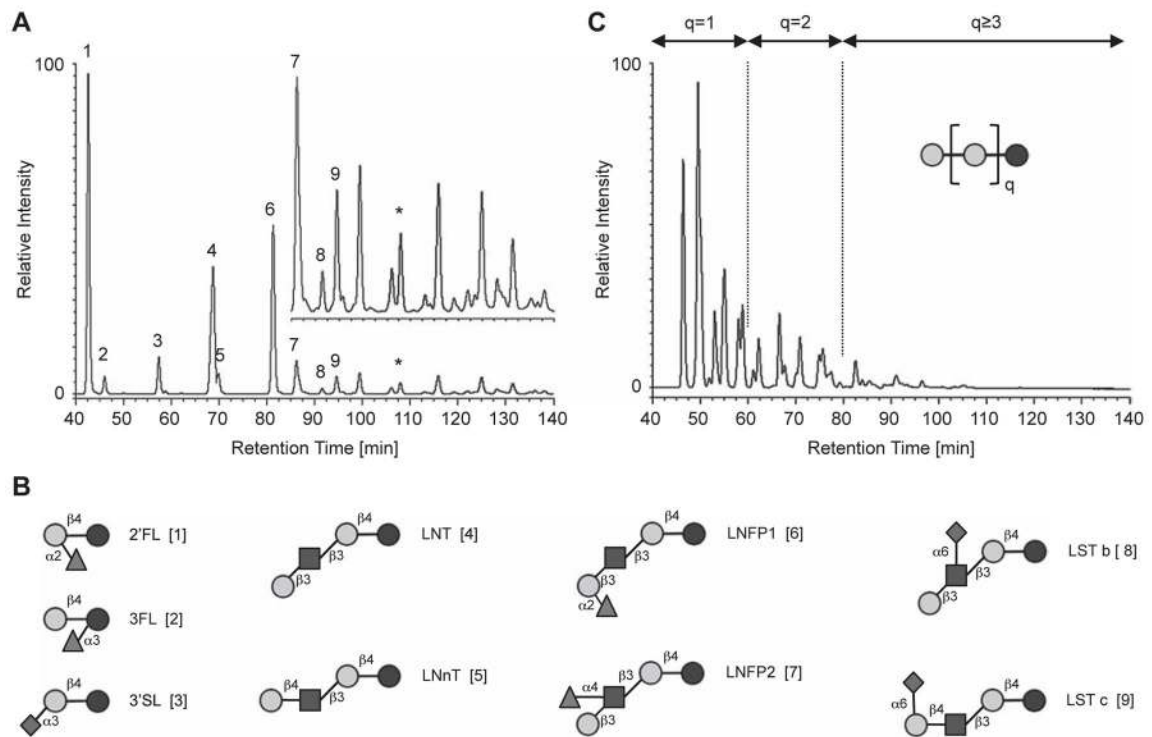 A
C
q=1
q=2
q≥3
1
7
100
100
9
6
*
4
8
Relative Intensity
Relative Intensity
q
3
7
2
5
8
9
*
0
0
40 50 60 70 80 90 100 110 120 130 140
40 50 60 70 80 90 100 110 120 130 140
Retention Time [min]
Retention Time [min]
B
β4
α2
2'FL [1]
β4
β3
β3
LNT [4]
β4
β3
β3
α2
LNFP1 [6]
α6
β4
β3
β3
LST b [ 8]
β4
α3
3FL [2]
β4
α3
3'SL [3]
β4
β4
β3
LNnT [5]
β4
β3
α4
β3
LNFP2 [7]
α6
β4
β4
β3
LST c [9]